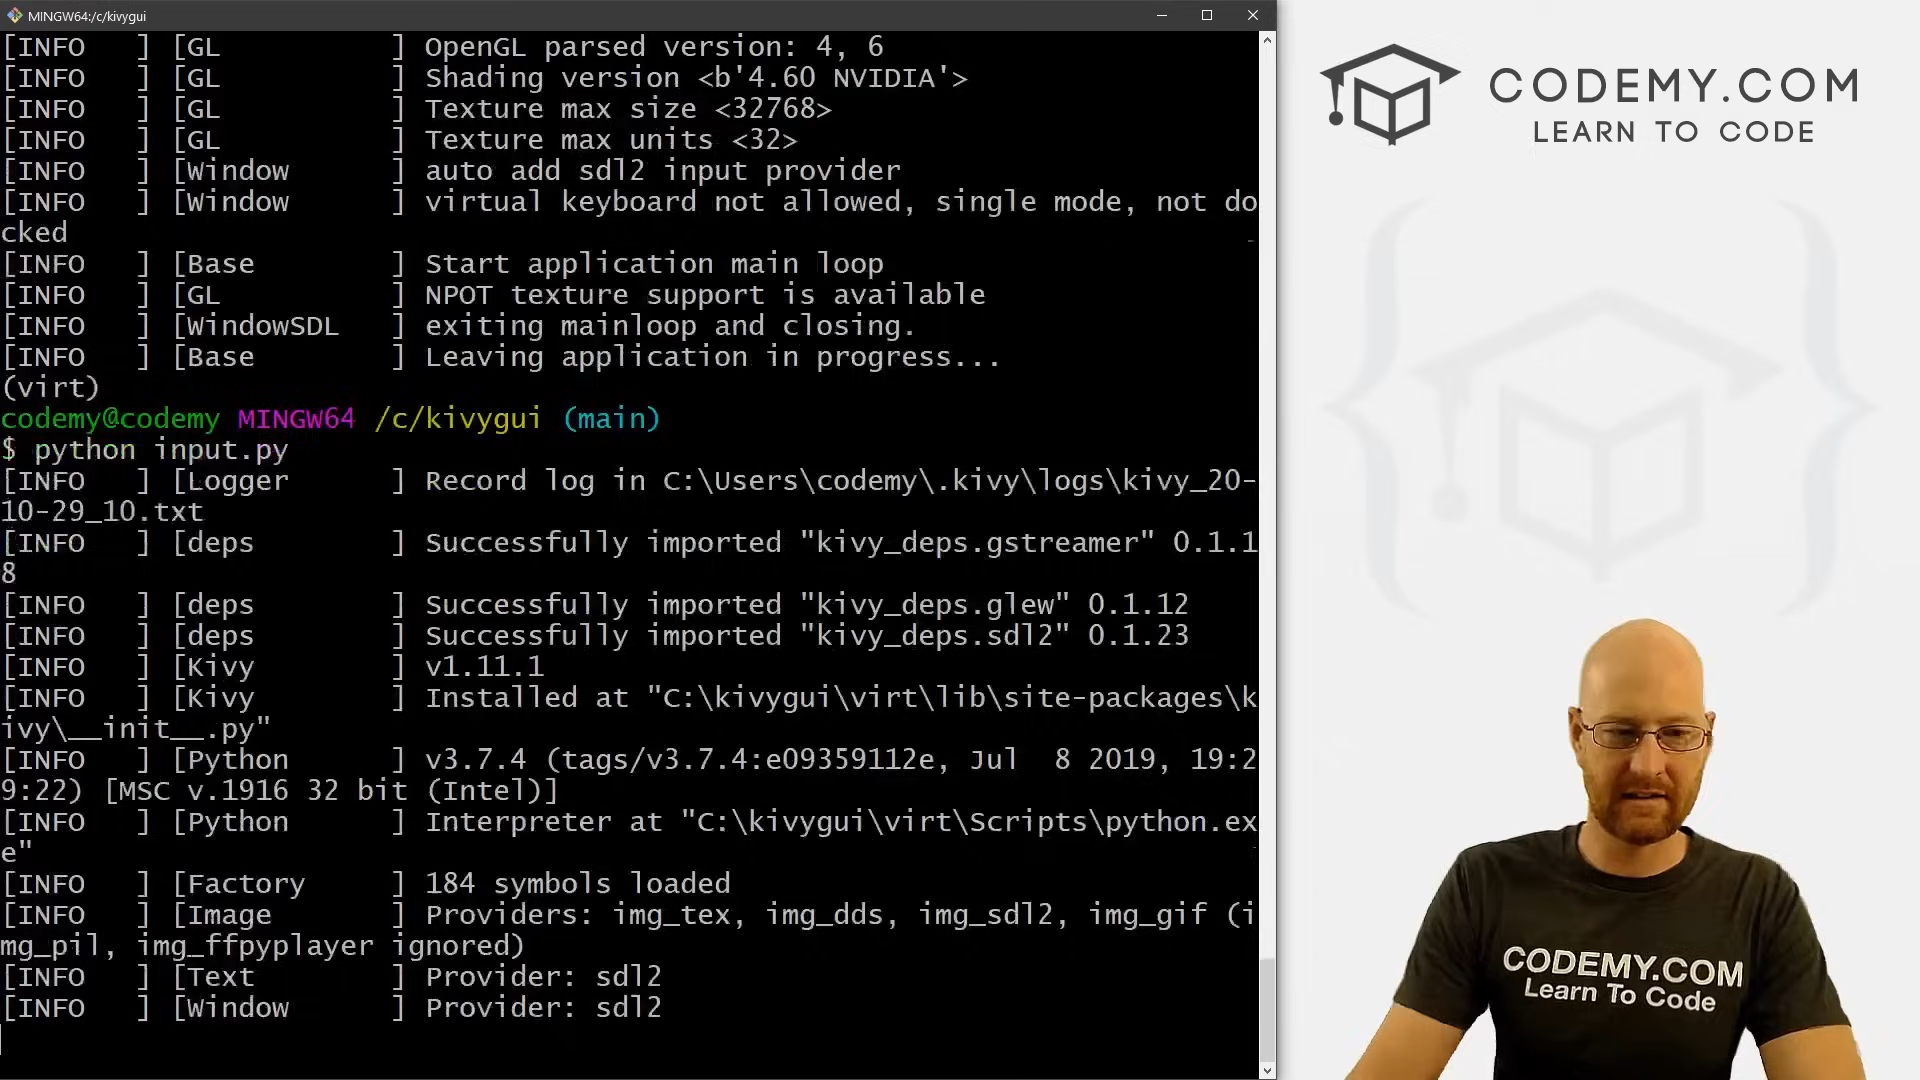 MINGW64:/c/kivygui
[INFO   ] [GL          ] OpenGL parsed version: 4, 6
[INFO   ] [GL          ] Shading version <b'4.60 NVIDIA'>
[INFO   ] [GL          ] Texture max size <32768>
[INFO   ] [GL          ] Texture max units <32>
[INFO   ] [Window      ] auto add sdl2 input provider
[INFO   ] [Window      ] virtual keyboard not allowed, single mode, not do
cked
[INFO   ] [Base        ] Start application main loop
[INFO   ] [GL          ] NPOT texture support is available
[INFO   ] [WindowSDL   ] exiting mainloop and closing.
[INFO   ] [Base        ] Leaving application in progress...
(virt)
codemy@codemy MINGW64 /c/kivygui (main)
$ python input.py
[INFO   ] [Logger      ] Record log in C:\Users\codemy\.kivy\logs\kivy_20-
10-29_10.txt
[INFO   ] [deps        ] Successfully imported "kivy_deps.gstreamer" 0.1.1
8
[INFO   ] [deps        ] Successfully imported "kivy_deps.glew" 0.1.12
[INFO   ] [deps        ] Successfully imported "kivy_deps.sdl2" 0.1.23
[INFO   ] [Kivy        ] v1.11.1
[INFO   ] [Kivy        ] Installed at "C:\kivygui\virt\lib\site-packages\k
ivy\__init__.py"
[INFO   ] [Python      ] v3.7.4 (tags/v3.7.4:e09359112e, Jul  8 2019, 19:2
9:22) [MSC v.1916 32 bit (Intel)]
[INFO   ] [Python      ] Interpreter at "C:\kivygui\virt\Scripts\python.ex
e"
[INFO   ] [Factory     ] 184 symbols loaded
[INFO   ] [Image       ] Providers: img_tex, img_dds, img_sdl2, img_gif (i
mg_pil, img_ffpyplayer ignored)
[INFO   ] [Text        ] Provider: sdl2
[INFO   ] [Window      ] Provider: sdl2
CODEMY.COM
LEARN TO CODE
CODEMY.COM
Learn To Code